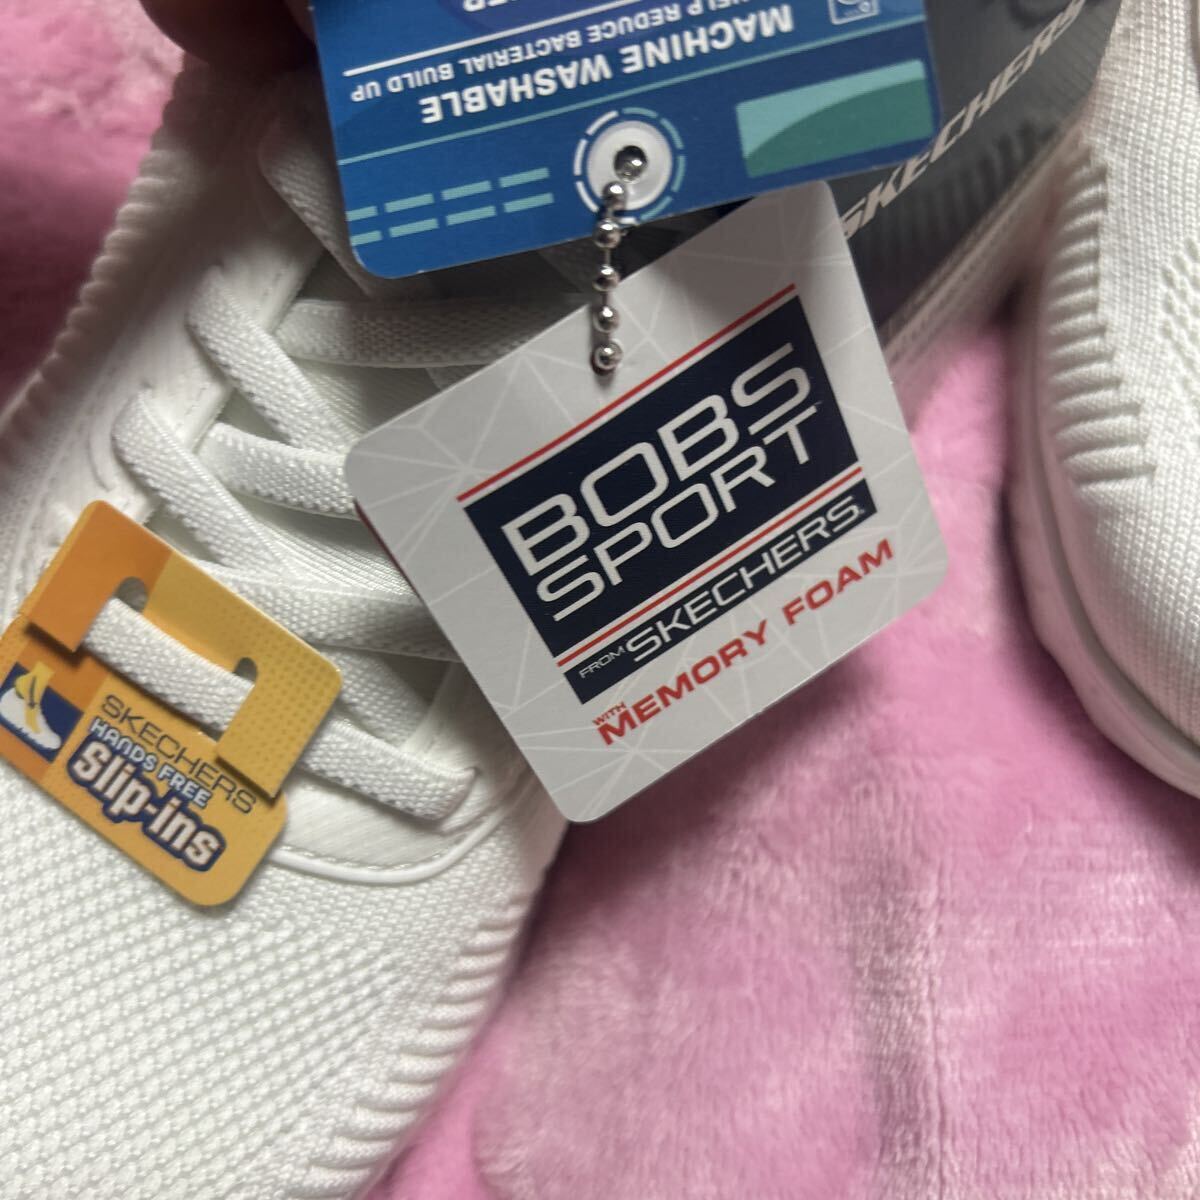 MACHINE WASHABLE
HELP REDUCE BACTERIAL BUILD UP
SKECHERS
BOBS
SPORT
FROM SKECHERS
WITH
MEMORY FOAM
SKECHERS
HANDS FREE
Slip-ins